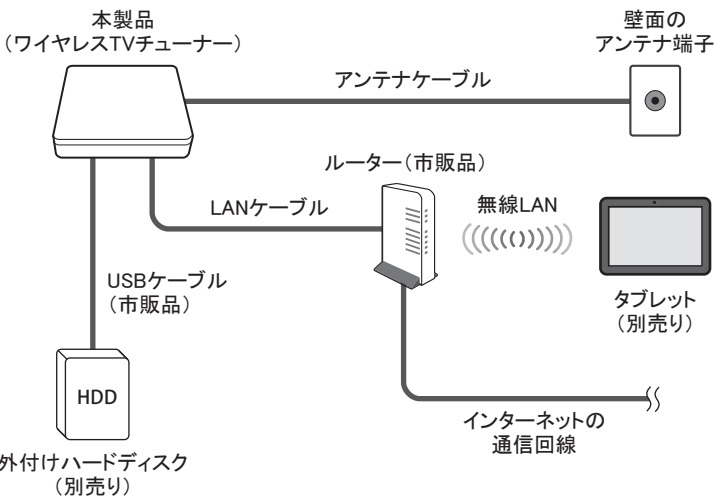 本製品
（ワイヤレスTVチューナー）
壁面の
アンテナ端子
アンテナケーブル
ルーター（市販品）
LANケーブル
無線LAN
USBケーブル
（市販品）
タブレット
（別売り）
HDD
インターネットの
通信回線
外付けハードディスク
（別売り）